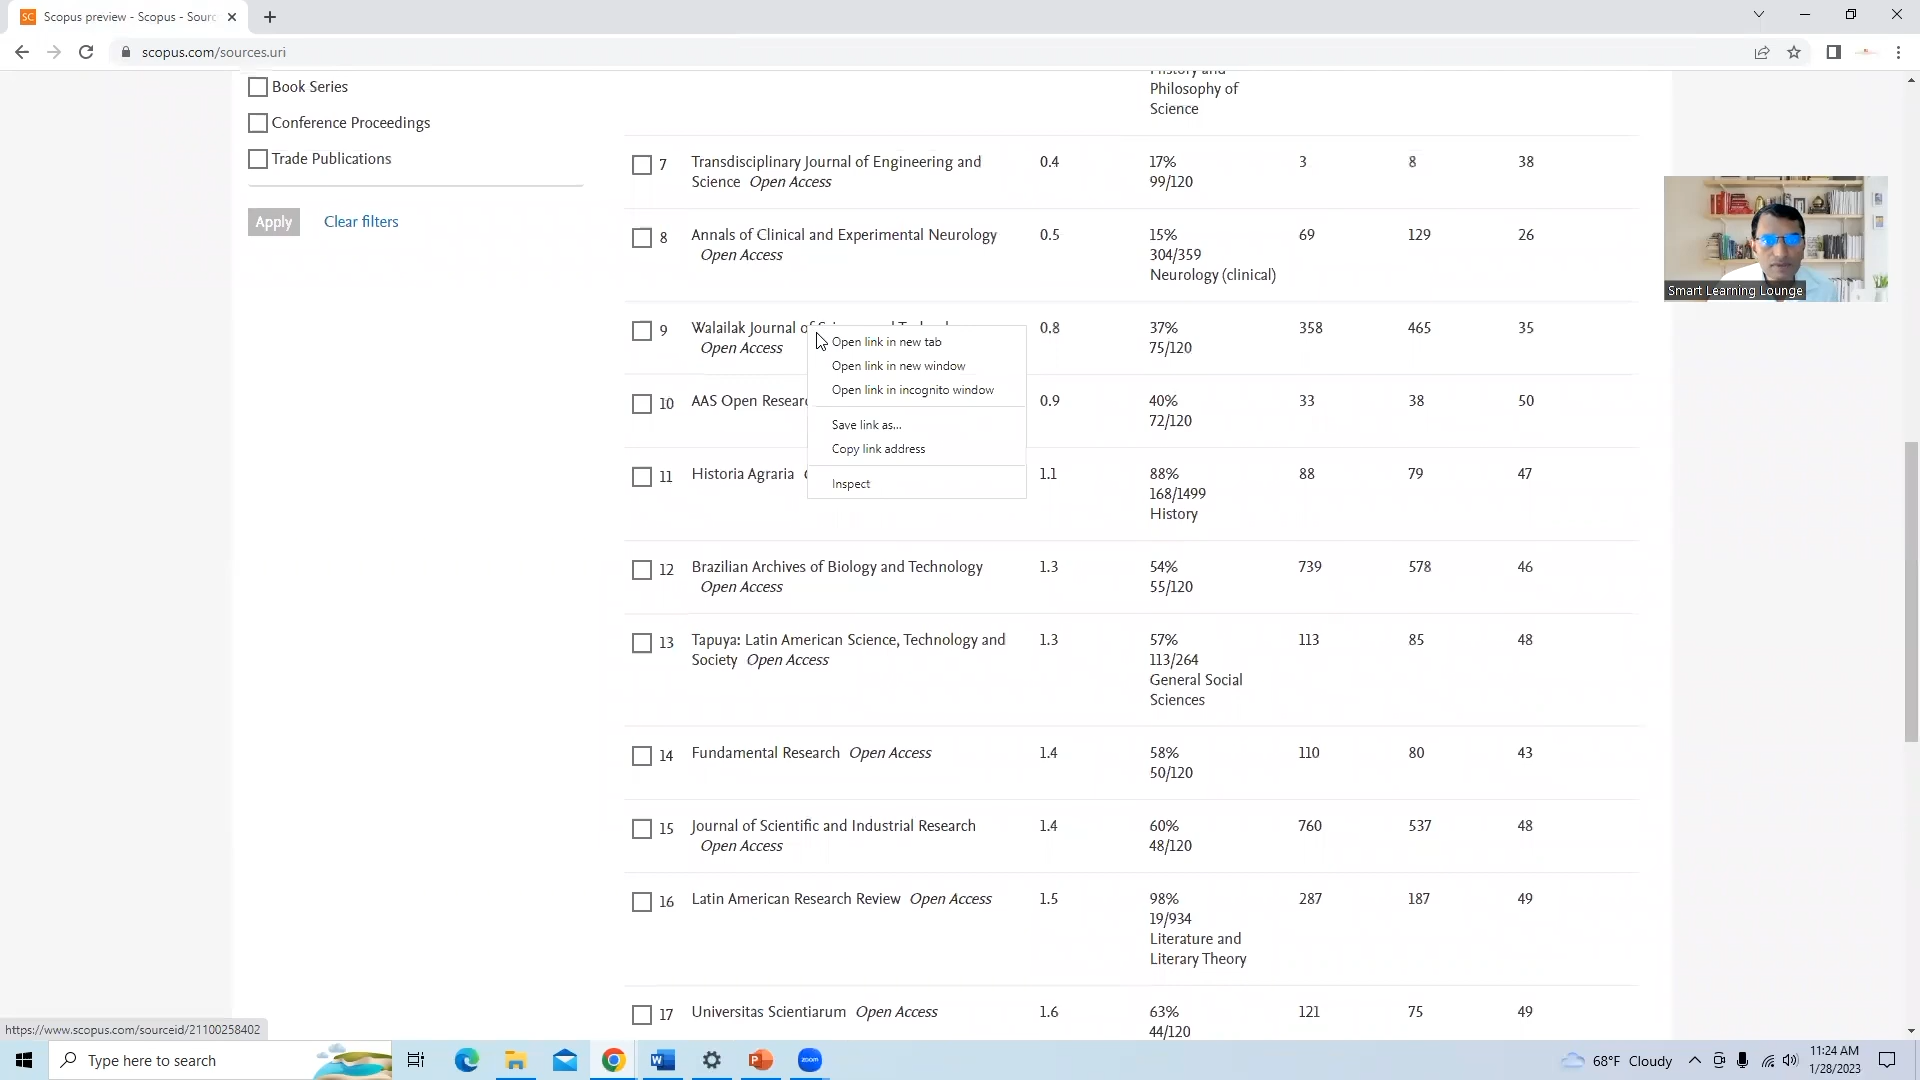 Scopus preview - Scopus - Sourc
scopus.com/sources.uri
Book Series
Conference Proceedings
Trade Publications
Apply
Clear filters
History and
Philosophy of
Science
7 Transdisciplinary Journal of Engineering and 0.4 17% 3 8 38
Science Open Access 99/120
8 Annals of Clinical and Experimental Neurology 0.5 15% 69 129 26
Open Access 304/359
Neurology (clinical)
9 Walailak Journal of 0.8 37% 358 465 35
Open Access 75/120
Open link in new tab
Open link in new window
Open link in incognito window
Save link as...
Copy link address
Inspect
10 AAS Open Resear 0.9 40% 33 38 50
72/120
11 Historia Agraria 1.1 88% 88 79 47
168/1499
History
12 Brazilian Archives of Biology and Technology 1.3 54% 739 578 46
Open Access 55/120
13 Tapuya: Latin American Science, Technology and 1.3 57% 113 85 48
Society Open Access 113/264
General Social
Sciences
14 Fundamental Research Open Access 1.4 58% 110 80 43
50/120
15 Journal of Scientific and Industrial Research 1.4 60% 760 537 48
Open Access 48/120
16 Latin American Research Review Open Access 1.5 98% 287 187 49
19/934
Literature and
Literary Theory
17 Universitas Scientiarum Open Access 1.6 63% 121 75 49
44/120
Smart Learning Lounge
https://www.scopus.com/sourceid/21100258402
Type here to search
zoom
68°F Cloudy
11:24 AM
1/28/2023